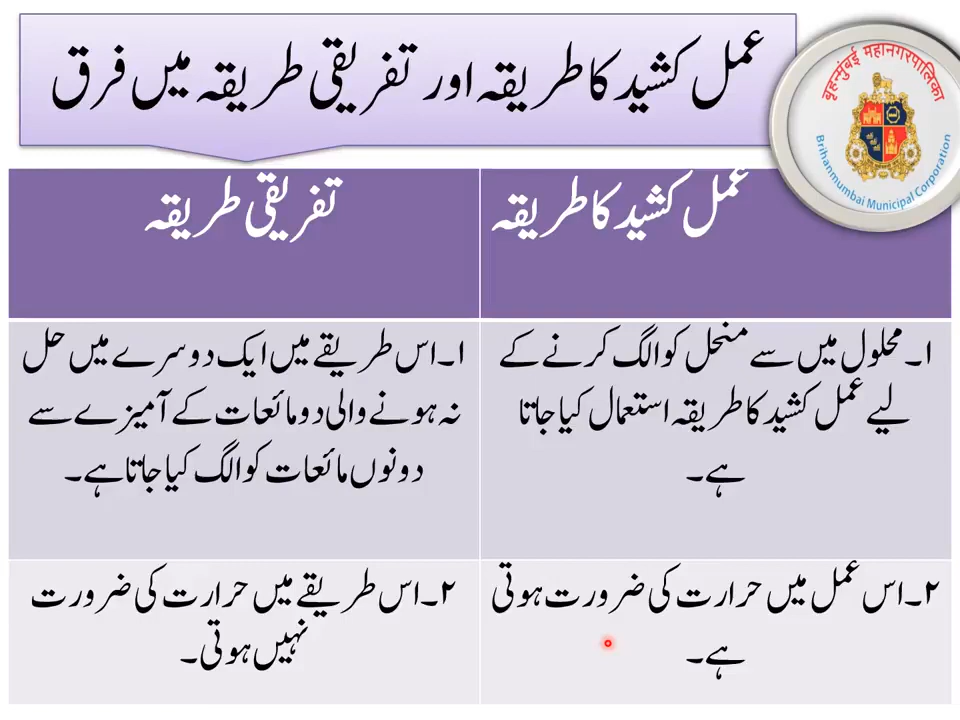 عمل کشید کا طریقہ اور تفریقی طریقہ میں فرق
बृहन्मुंबई महानगरपालिका
Brihanmumbai Municipal Corporation
عمل کشید کا طریقہ
تفریقی طریقہ
۱۔ محلول میں سے منحل کو الگ کرنے کے
لیے عمل کشید کا طریقہ استعمال کیا جاتا
ہے۔
۱۔ اس طریقے میں ایک دوسرے میں حل
نہ ہونے والی دو مائعات کے آمیزے سے
دونوں مائعات کو الگ کیا جاتا ہے۔
۲۔ اس عمل میں حرارت کی ضرورت ہوتی
ہے۔
۲۔ اس طریقے میں حرارت کی ضرورت
نہیں ہوتی۔